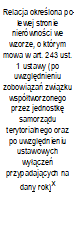 Relacja określona po-
lewej stronie
nierówności we
wzorze, o którym
mowa w art. 243 ust.
1 ustawy (po
uwzględnieniu
zobowiązań związku
współtworzonego
przez jednostkę
samorządu
terytorialnego oraz
po uwzględnieniu
ustawowych
wyłączeń
przypadających na
dany rok)ˣ